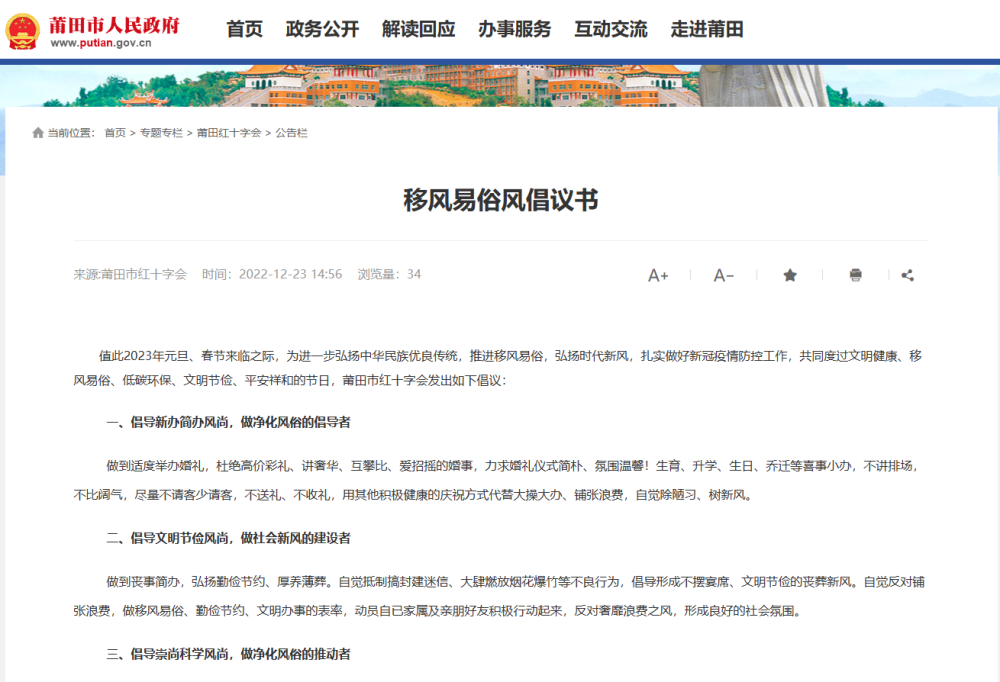 莆田市人民政府
www.putian.gov.cn
首页 政务公开 解读回应 办事服务 互动交流 走进莆田
当前位置： 首页 > 专题专栏 > 莆田红十字会 > 公告栏
移风易俗风倡议书
来源:莆田市红十字会 时间：2022-12-23 14:56 浏览量：34
A+ A-
值此2023年元旦、春节来临之际，为进一步弘扬中华民族优良传统，推进移风易俗，弘扬时代新风，扎实做好新冠疫情防控工作，共同度过文明健康、移
风易俗、低碳环保、文明节俭、平安祥和的节日，莆田市红十字会发出如下倡议：
一、倡导新办简办风尚，做净化风俗的倡导者
做到适度举办婚礼，杜绝高价彩礼、讲奢华、互攀比、爱招摇的婚事，力求婚礼仪式简朴、氛围温馨！生育、升学、生日、乔迁等喜事小办，不讲排场，
不比阔气，尽量不请客少请客，不送礼、不收礼，用其他积极健康的庆祝方式代替大操大办、铺张浪费，自觉除陋习、树新风。
二、倡导文明节俭风尚，做社会新风的建设者
做到丧事简办，弘扬勤俭节约、厚养薄葬。自觉抵制搞封建迷信、大肆燃放烟花爆竹等不良行为，倡导形成不摆宴席、文明节俭的丧葬新风。自觉反对铺
张浪费，做移风易俗、勤俭节约、文明办事的表率，动员自已家属及亲朋好友积极行动起来，反对奢靡浪费之风，形成良好的社会氛围。
三、倡导崇尚科学风尚，做净化风俗的推动者